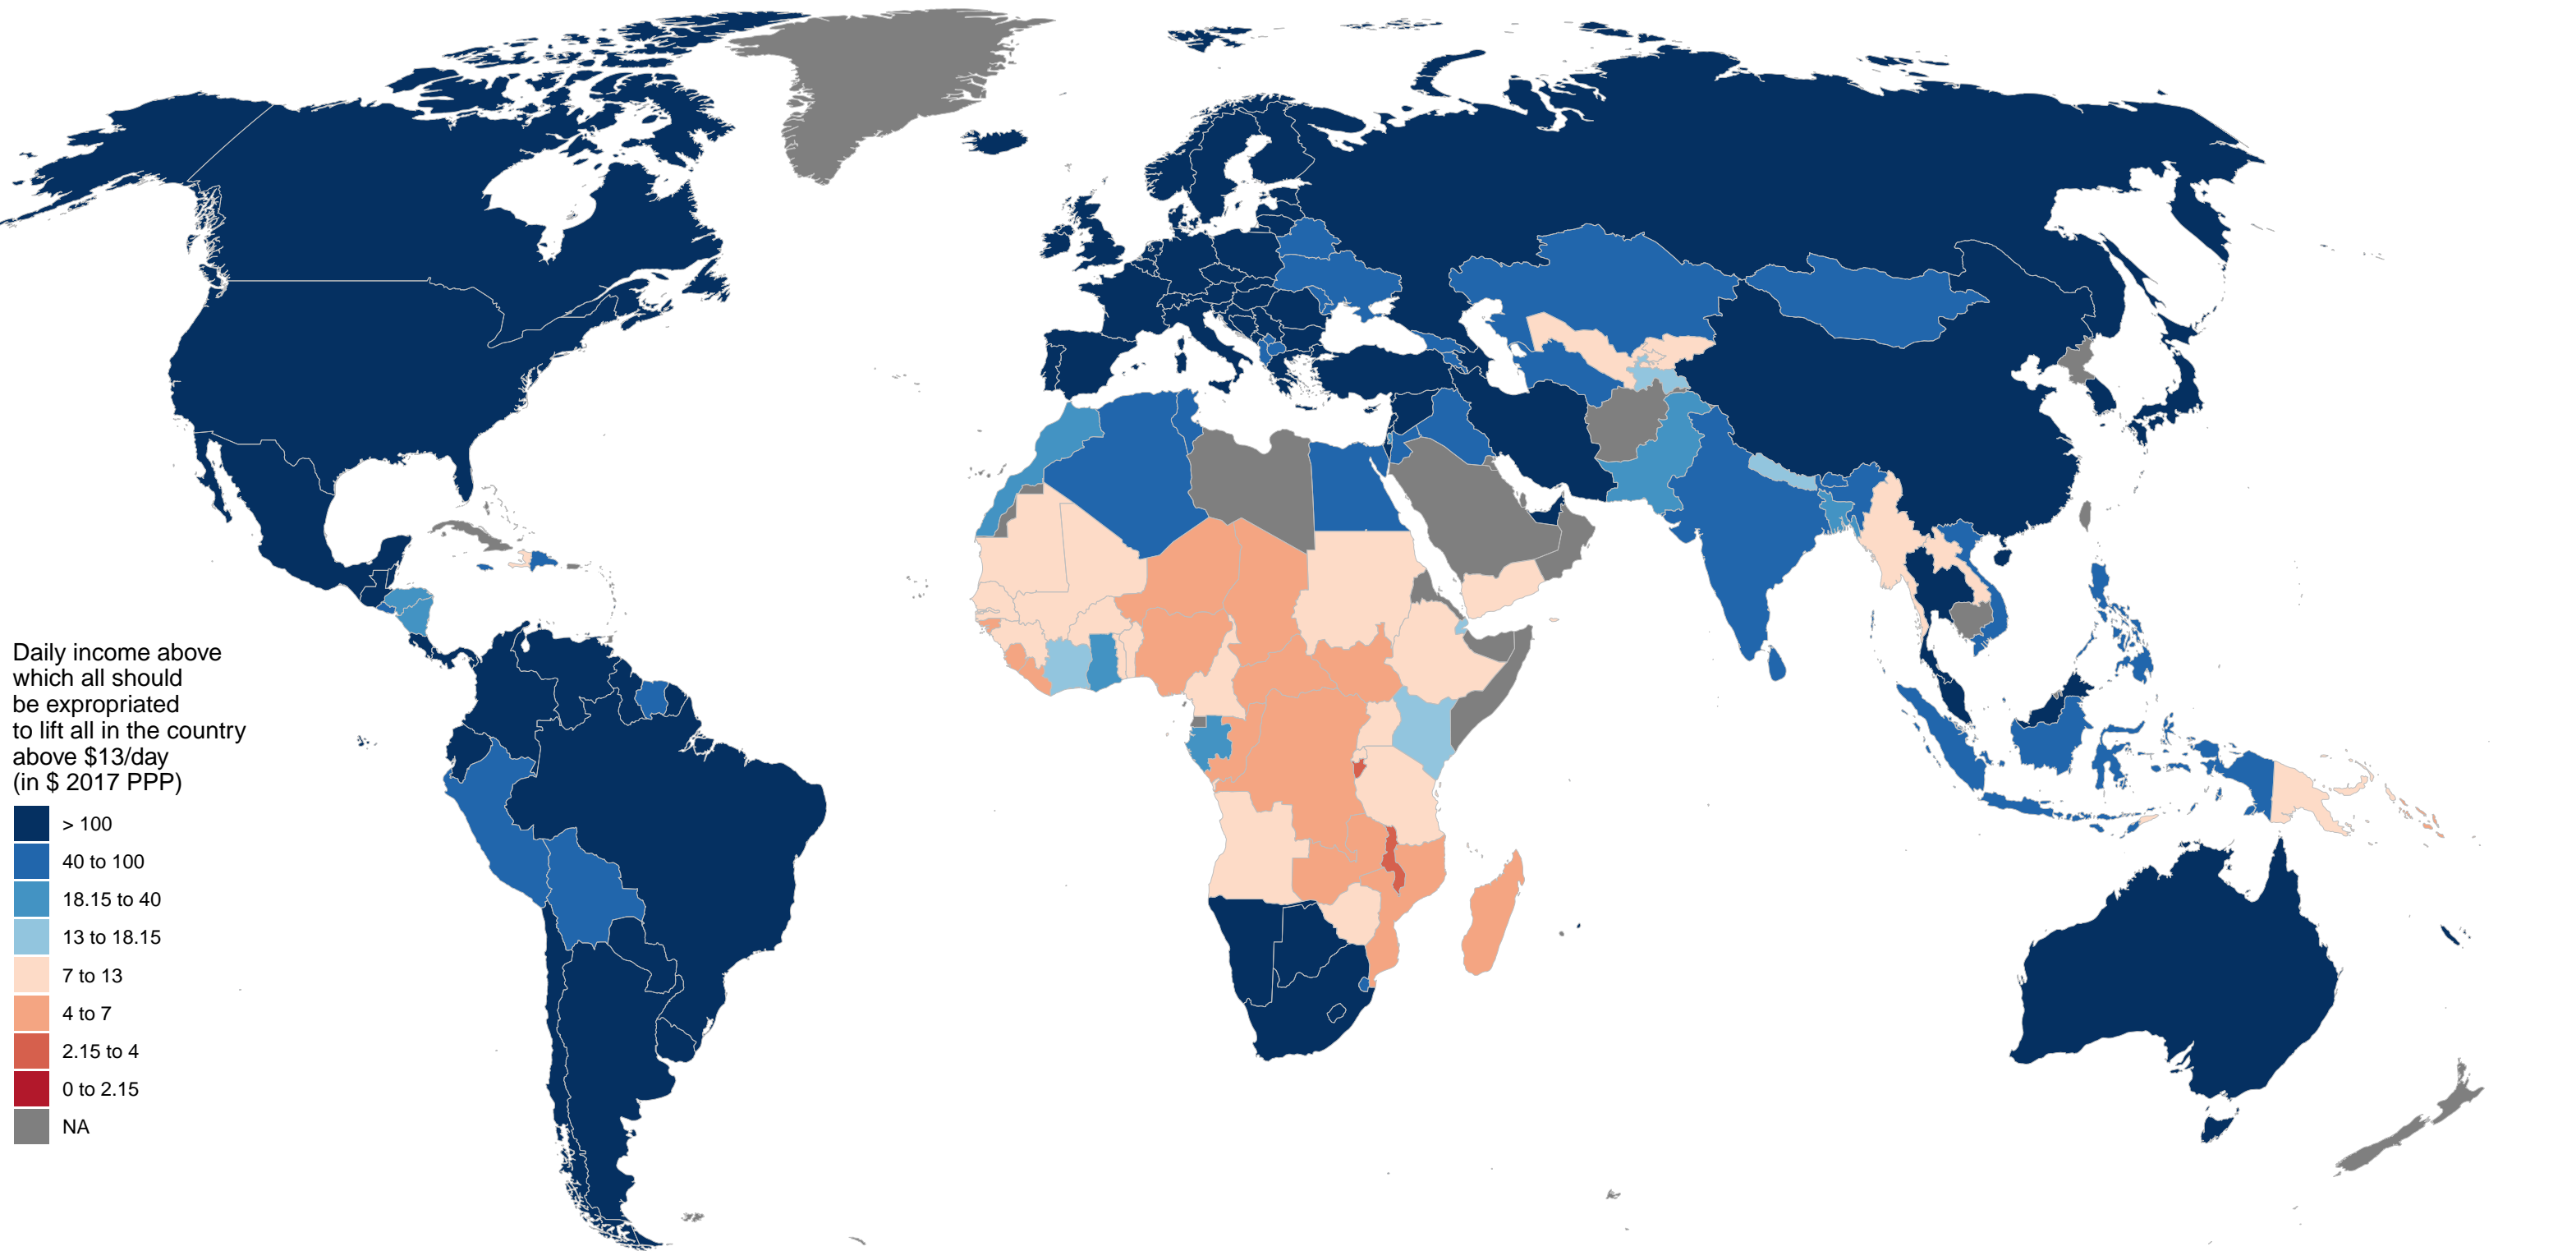 Daily income above
which all should
be expropriated
to lift all in the country
above $13/day
(in $ 2017 PPP)
> 100
40 to 100
18.15 to 40
13 to 18.15
7 to 13
4 to 7
2.15 to 4
0 to 2.15
NA